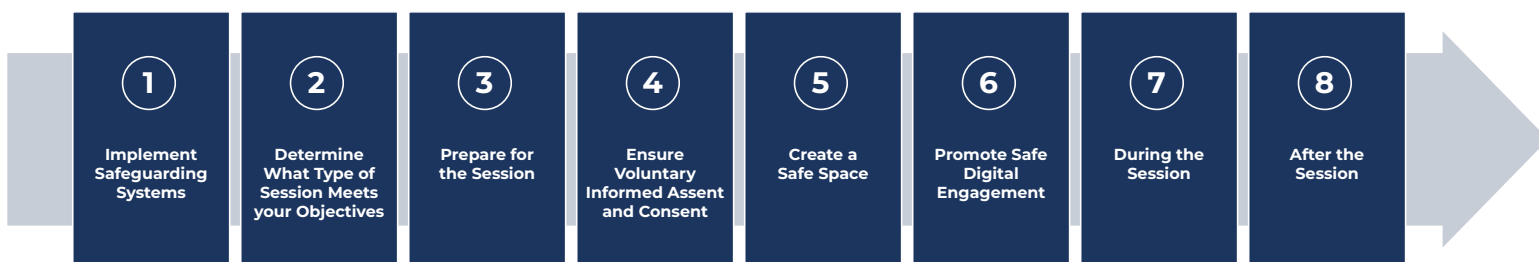 1
Implement
Safeguarding
Systems
2
Determine
What Type of
Session Meets
your Objectives
3
Prepare for
the Session
4
Ensure
Voluntary
Informed Assent
and Consent
5
Create a
Safe Space
6
Promote Safe
Digital
Engagement
7
During the
Session
8
After the
Session